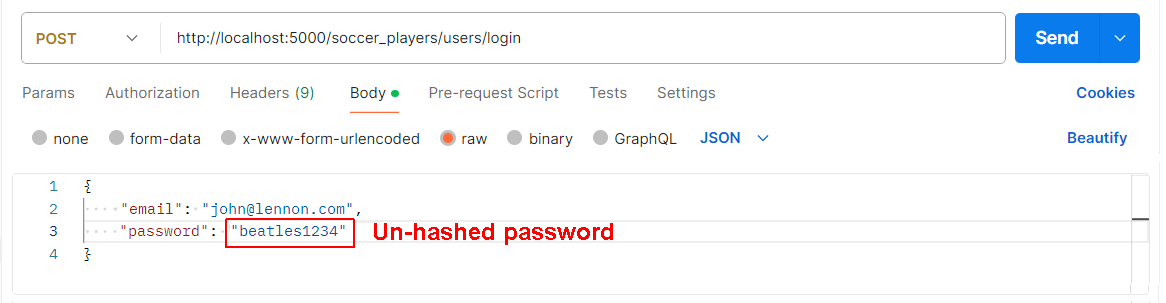 POST http://localhost:5000/soccer_players/users/login Send
Params Authorization Headers (9) Body Pre-request Script Tests Settings Cookies
none form-data x-www-form-urlencoded raw binary GraphQL JSON Beautify
1 {
2 "email": "john@lennon.com",
3 "password": "beatles1234" Un-hashed password
4 }